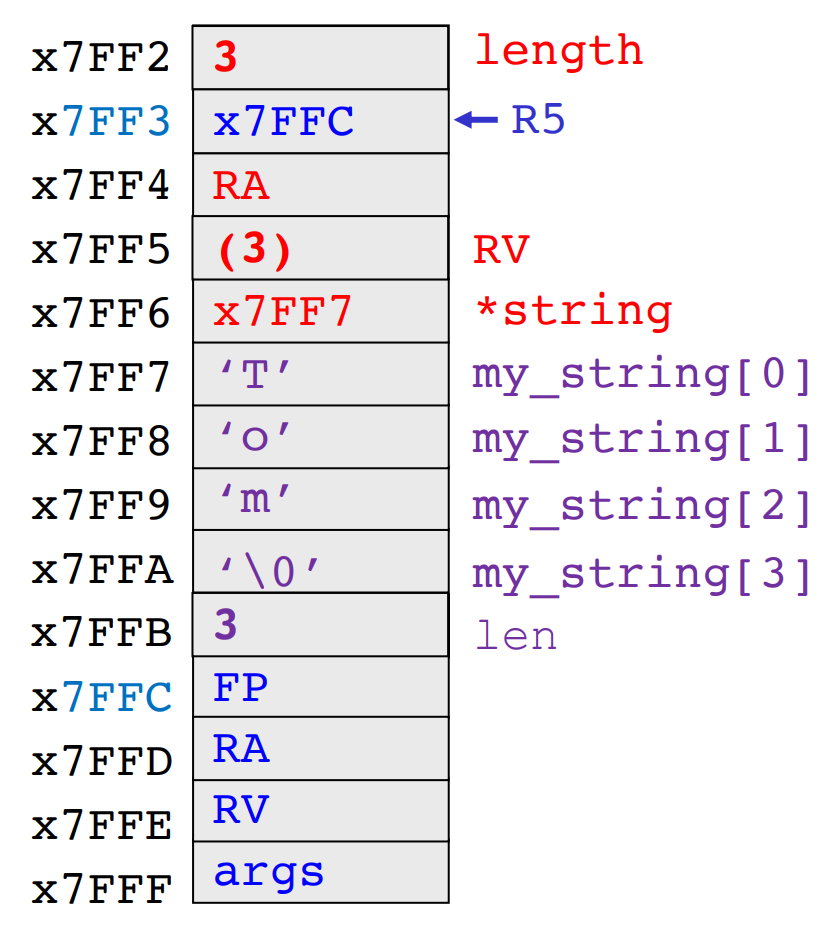 x7FF2 3 length
x7FF3 x7FFC R5
x7FF4 RA
x7FF5 (3) RV
x7FF6 x7FF7 *string
x7FF7 ‘T’ my_string[0]
x7FF8 ‘o’ my_string[1]
x7FF9 ‘m’ my_string[2]
x7FFA ‘\0’ my_string[3]
x7FFB 3 len
x7FFC FP
x7FFD RA
x7FFE RV
x7FFF args